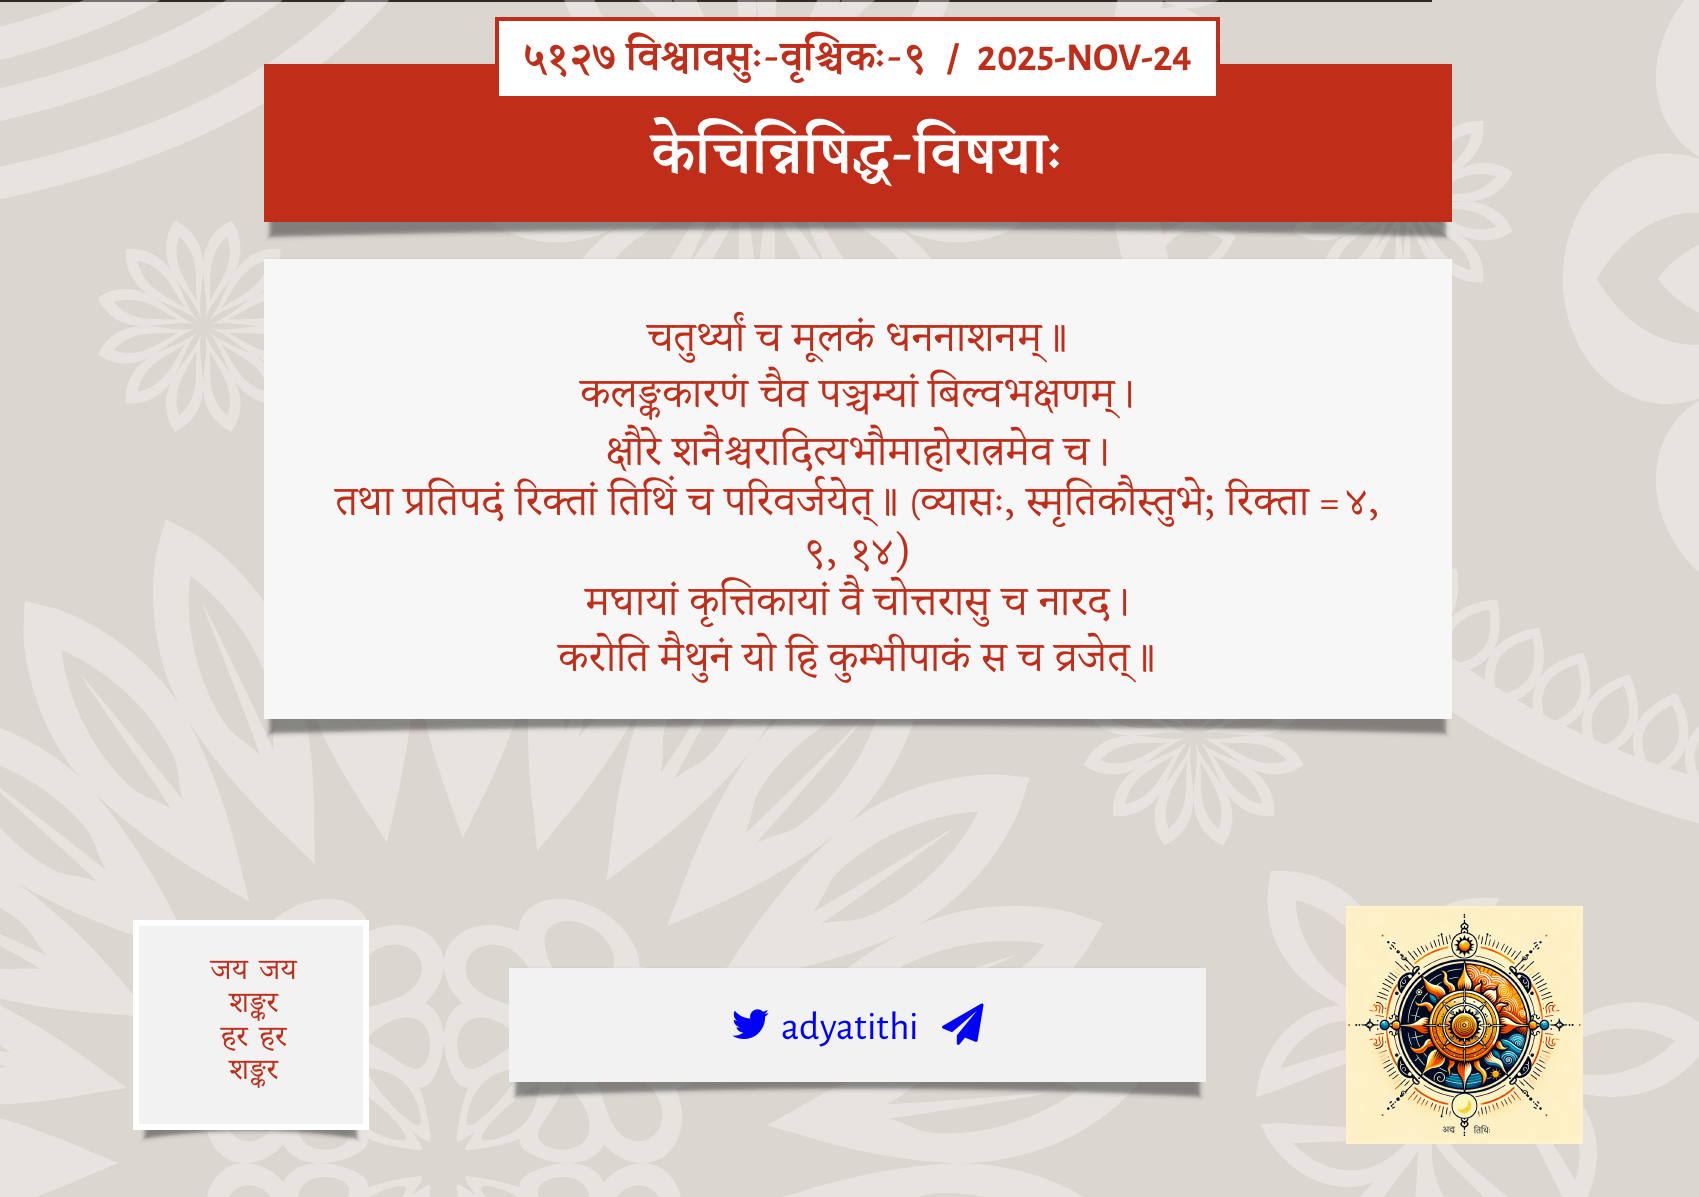 ५१२७ विश्वावसुः-वृश्चिकः-९ / 2025-NOV-24
केचिन्निषिद्ध-विषयाः
चतुर्थ्यां च मूलकं धननाशनम्॥
कलङ्ककारणं चैव पञ्चम्यां बिल्वभक्षणम्।
क्षौरे शनैश्चरादित्यभौमाहोरात्रमेव च।
तथा प्रतिपदं रिक्तां तिथिं च परिवर्जयेत्॥ (व्यासः, स्मृतिकौस्तुभे; रिक्ता = ४,
९, १४)
मघायां कृत्तिकायां वै चोत्तरासु च नारद।
करोति मैथुनं यो हि कुम्भीपाकं स च व्रजेत्॥
जय जय
शङ्कर
हर हर
शङ्कर
adyatithi
अद्य तिथिः